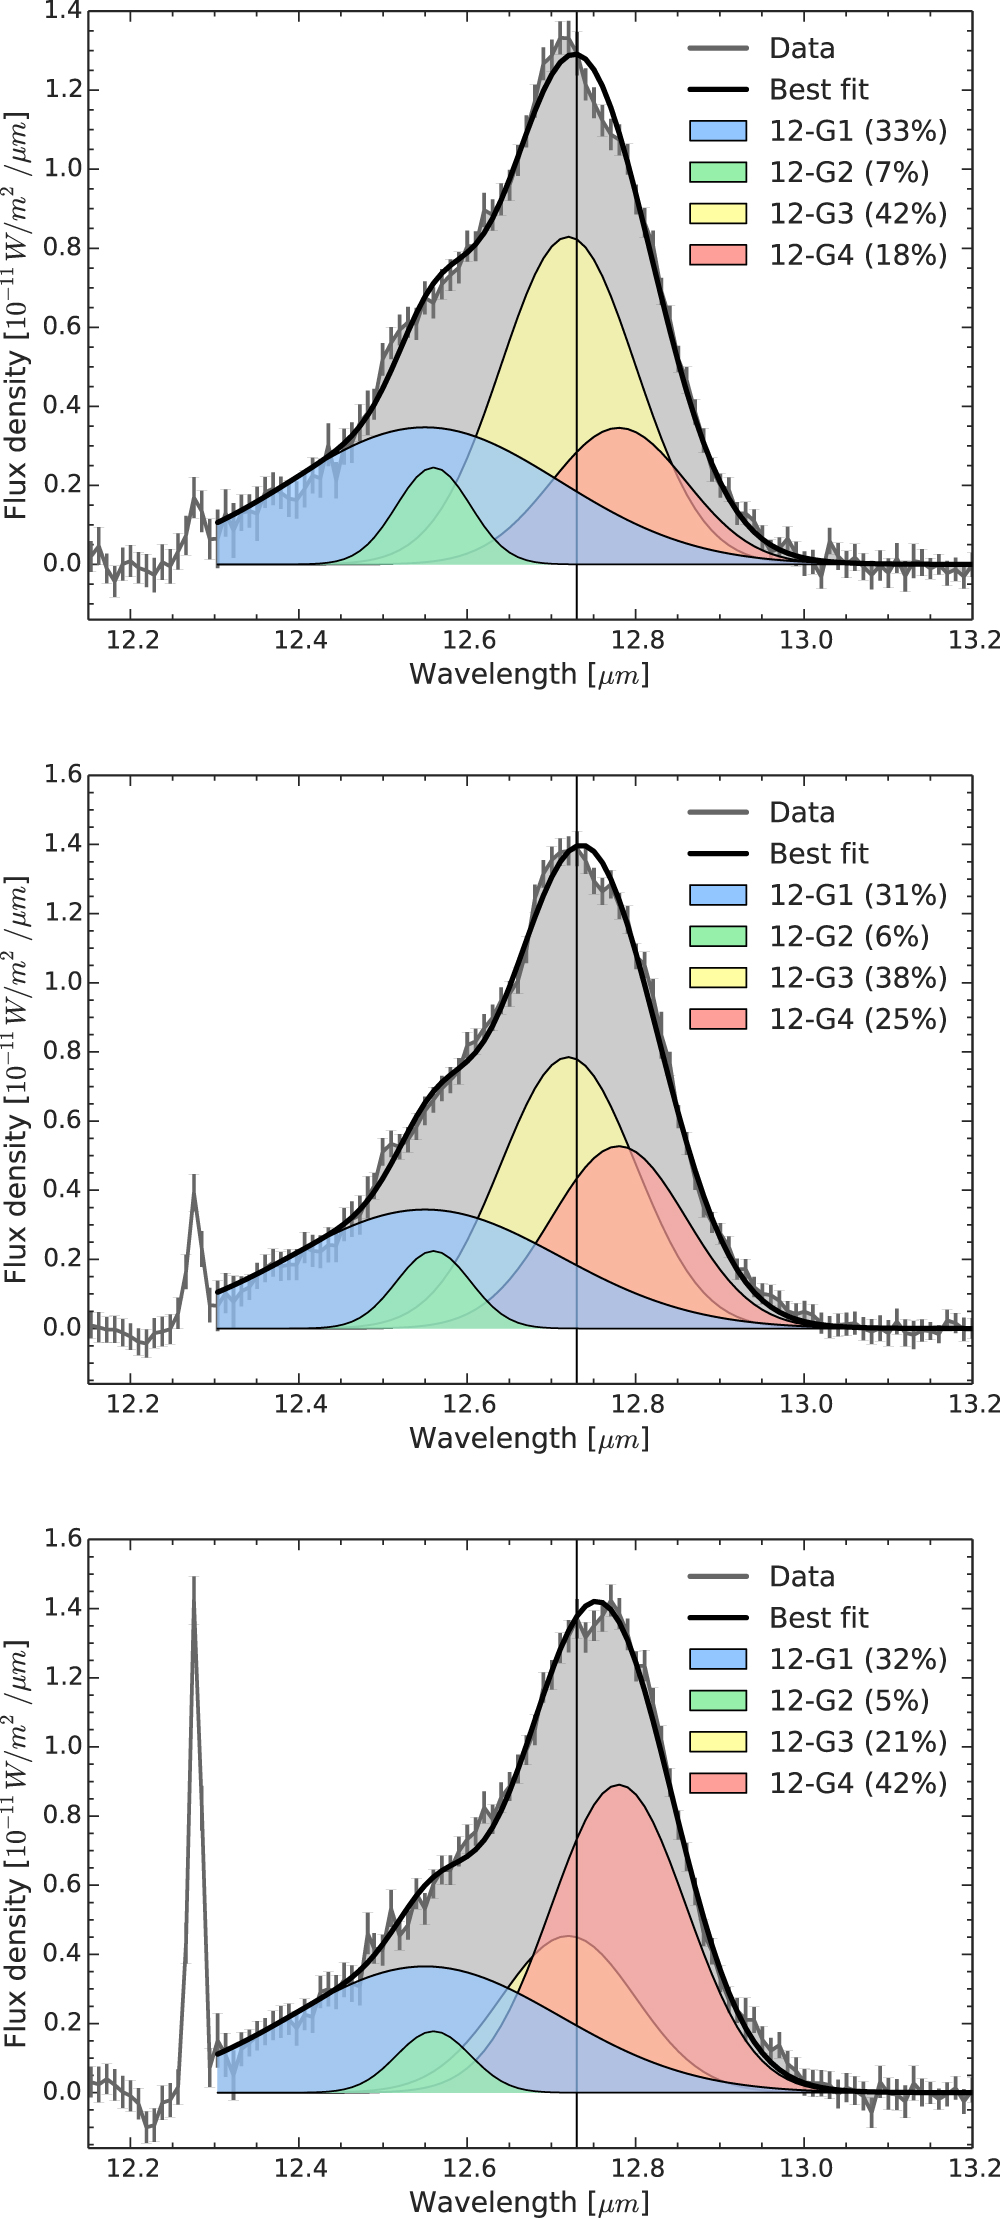 1.4
1.2
1.0
0.8
0.6
0.4
0.2
0.0
Flux density [10⁻¹¹ W/m² /μm]
Data
Best fit
12-G1 (33%)
12-G2 (7%)
12-G3 (42%)
12-G4 (18%)
12.2 12.4 12.6 12.8 13.0 13.2
Wavelength [μm]
1.6
1.4
1.2
1.0
0.8
0.6
0.4
0.2
0.0
Flux density [10⁻¹¹ W/m² /μm]
Data
Best fit
12-G1 (31%)
12-G2 (6%)
12-G3 (38%)
12-G4 (25%)
12.2 12.4 12.6 12.8 13.0 13.2
Wavelength [μm]
1.6
1.4
1.2
1.0
0.8
0.6
0.4
0.2
0.0
Flux density [10⁻¹¹ W/m² /μm]
Data
Best fit
12-G1 (32%)
12-G2 (5%)
12-G3 (21%)
12-G4 (42%)
12.2 12.4 12.6 12.8 13.0 13.2
Wavelength [μm]